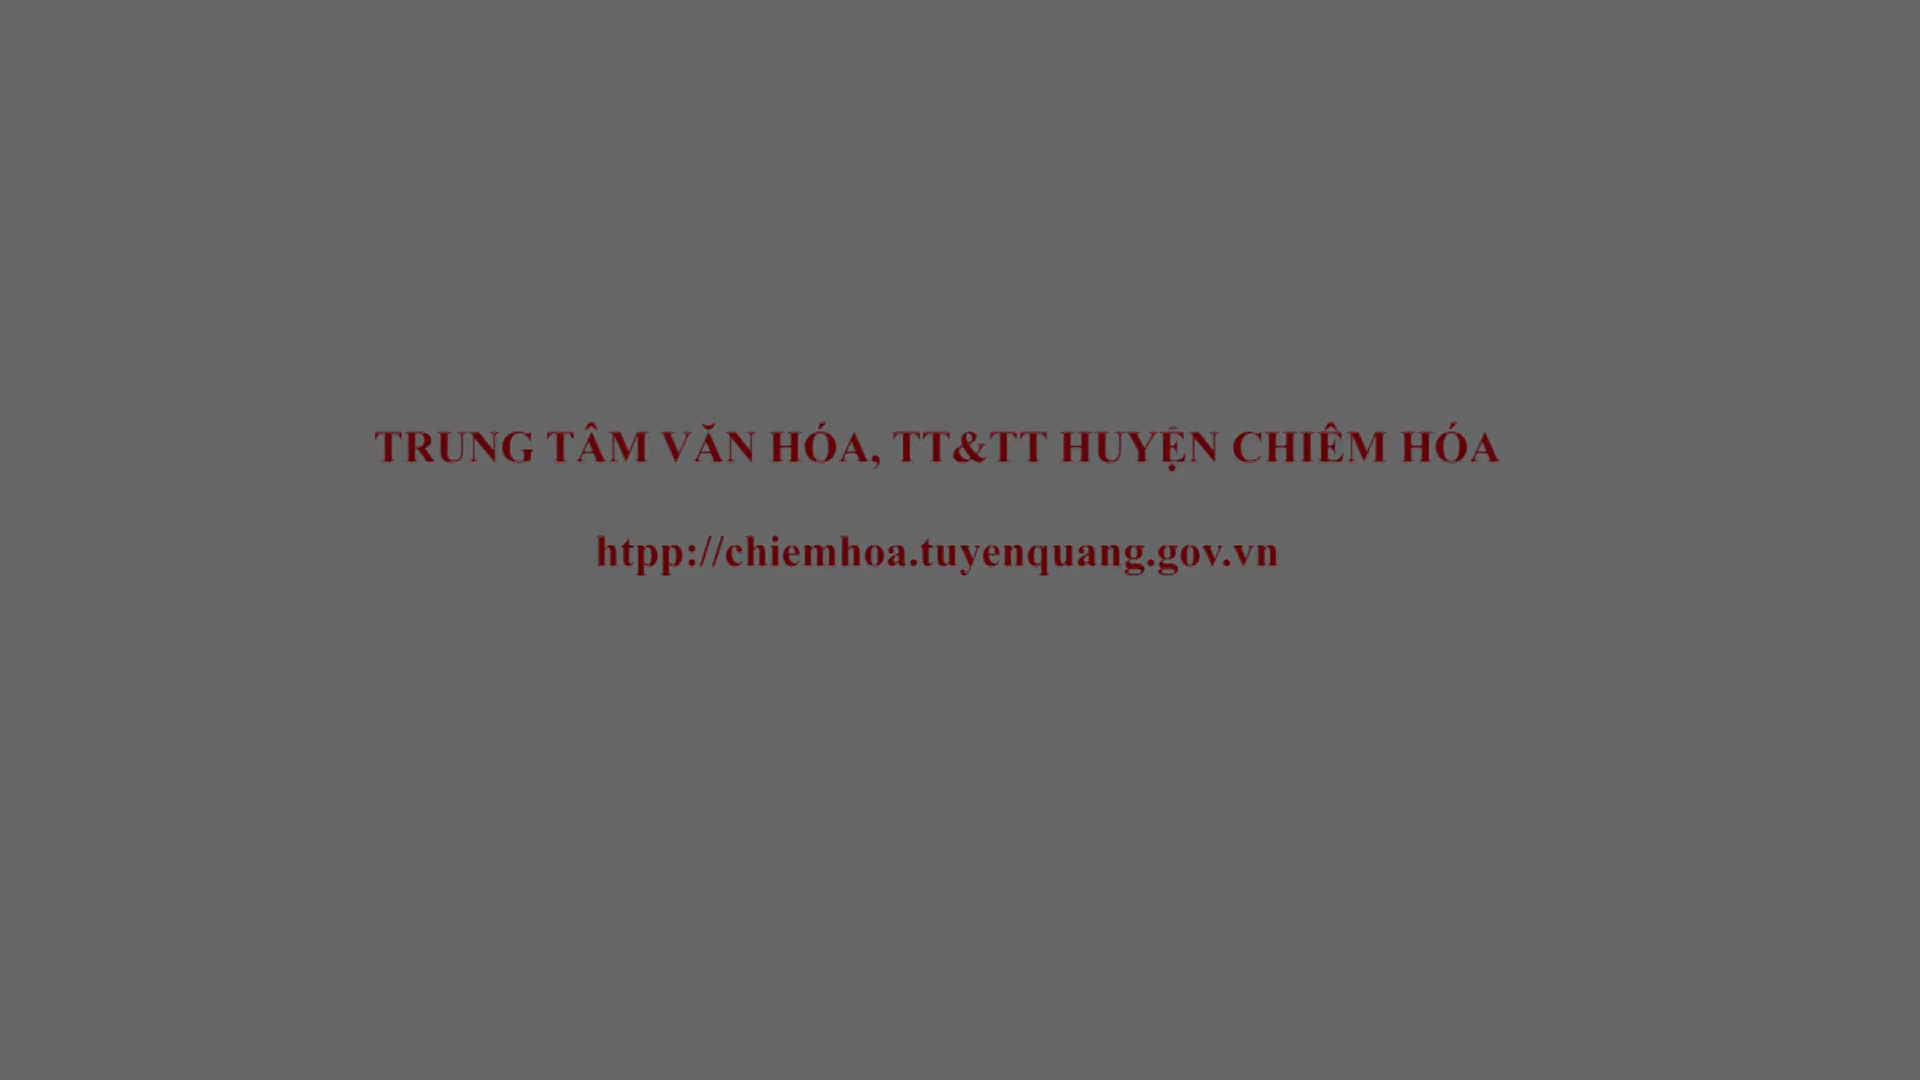 TRUNG TÂM VĂN HÓA, TT&TT HUYỆN CHIÊM HÓA
htpp://chiemhoa.tuyenquang.gov.vn